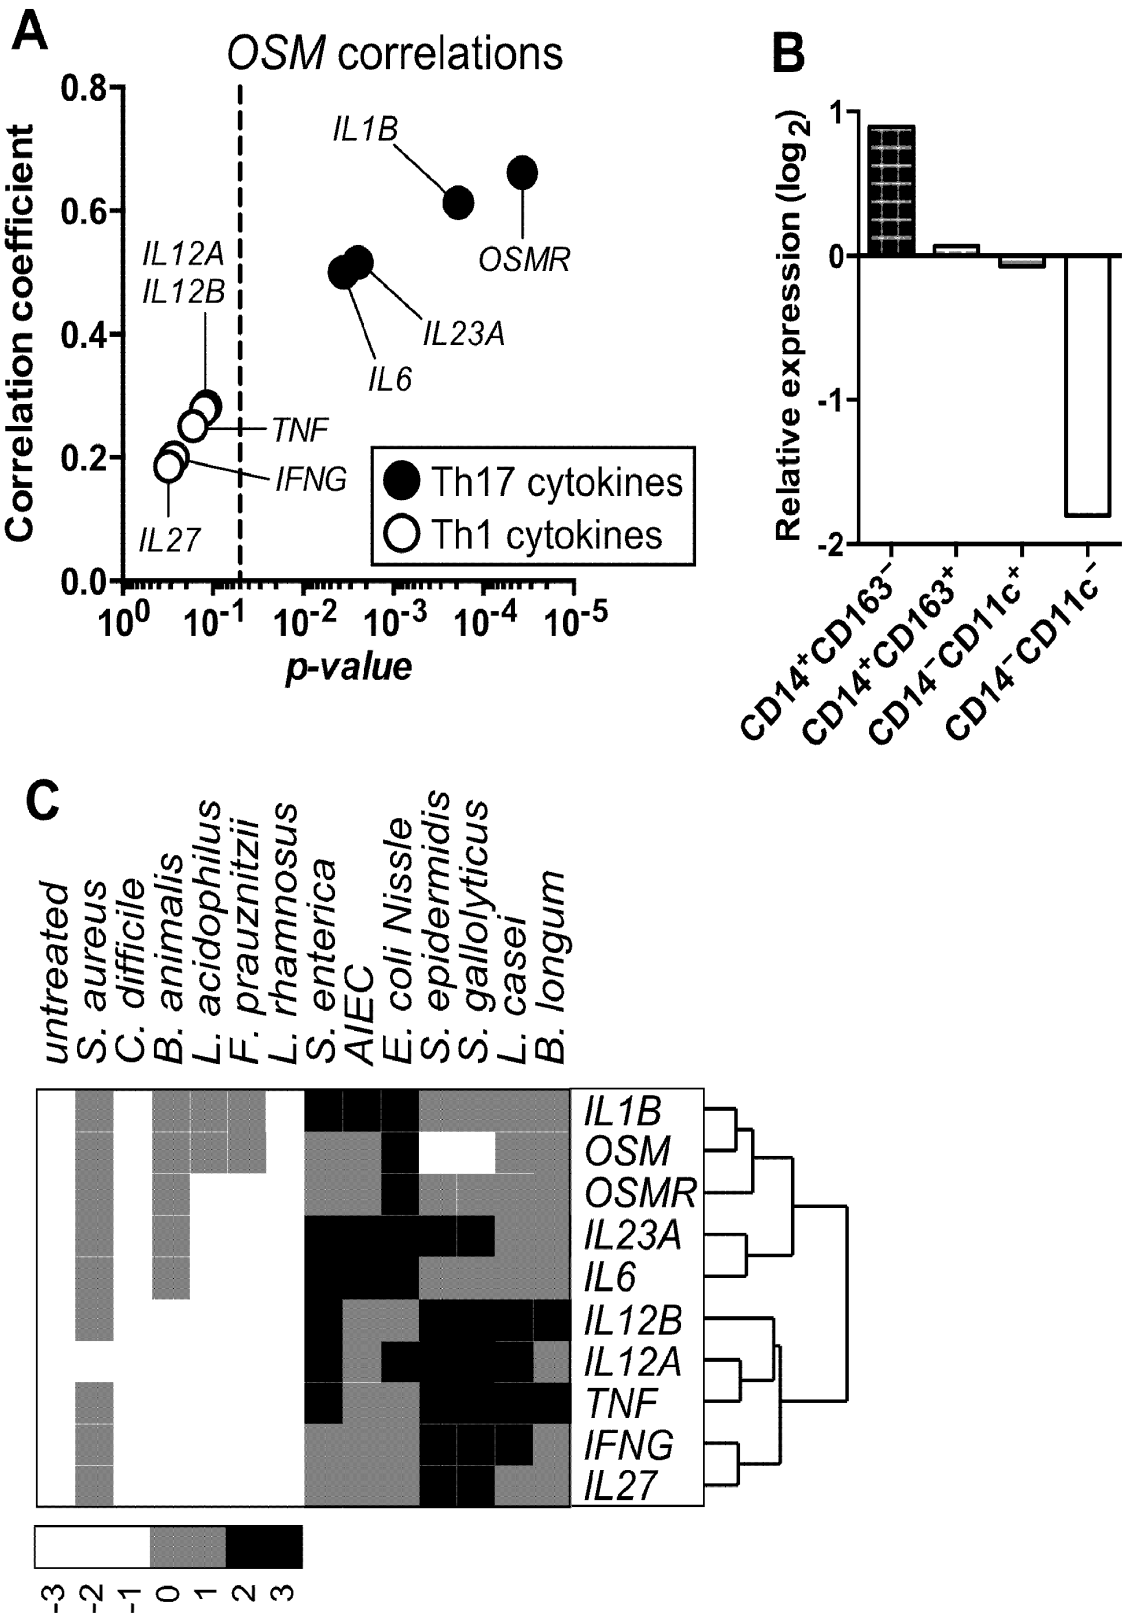 A
OSM correlations
Correlation coefficient
0.8
0.6
0.4
0.2
0.0
IL1B
OSMR
IL12A
IL12B
IL23A
IL6
TNF
IFNG
IL27
Th17 cytokines
Th1 cytokines
10^0 10^-1 10^-2 10^-3 10^-4 10^-5
p-value
B
Relative expression (log 2)
1
0
-1
-2
CD14+CD163−
CD14+CD163+
CD14−CD11c+
CD14−CD11c−
C
untreated
S. aureus
C. difficile
B. animalis
L. acidophilus
F. prauznitzii
L. rhamnosus
S. enterica
AIEC
E. coli Nissle
S. epidermidis
S. gallolyticus
L. casei
B. longum
IL1B
OSM
OSMR
IL23A
IL6
IL12B
IL12A
TNF
IFNG
IL27
-3 -2 -1 0 1 2 3